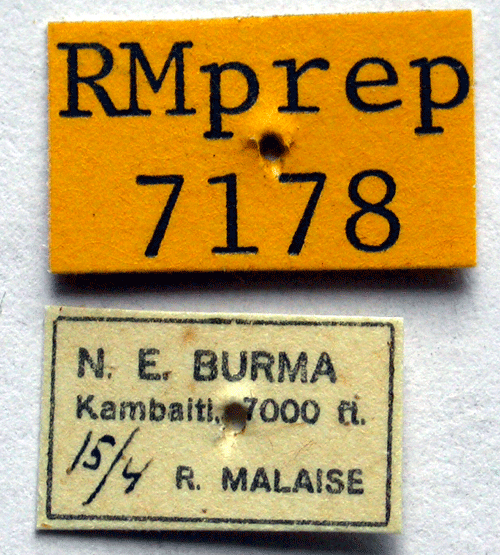 RMprep
7178
N. E. BURMA
Kambaiti, 7000 ft.
15/4 R. MALAISE